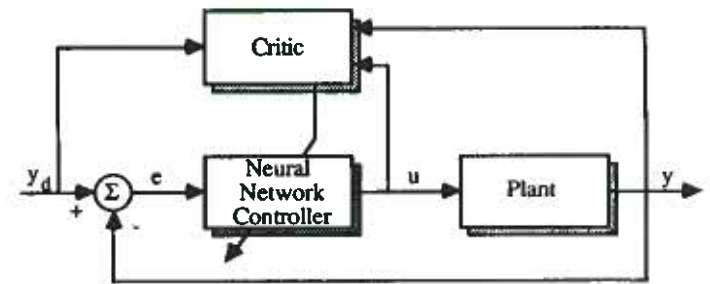 Critic
y_d
+
Σ
-
e
Neural
Network
Controller
u
Plant
y